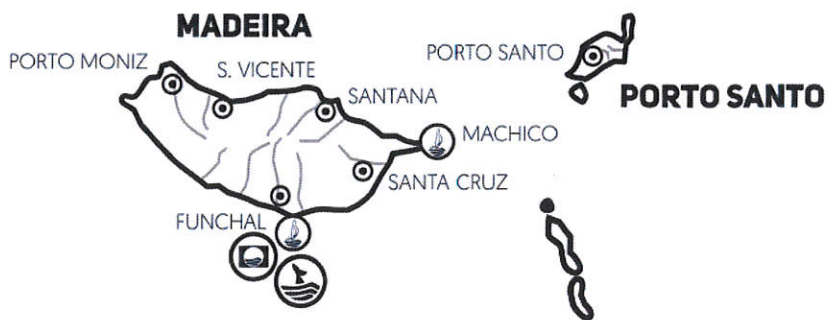 MADEIRA
PORTO MONIZ
S. VICENTE
SANTANA
MACHICO
SANTA CRUZ
FUNCHAL
PORTO SANTO
PORTO SANTO